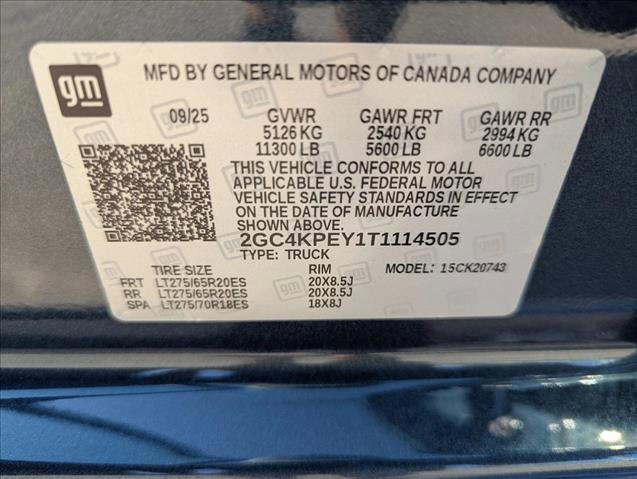 gm
MFD BY GENERAL MOTORS OF CANADA COMPANY
09/25 GVWR GAWR FRT GAWR RR
5126 KG 2540 KG 2994 KG
11300 LB 5600 LB 6600 LB
THIS VEHICLE CONFORMS TO ALL
APPLICABLE U.S. FEDERAL MOTOR
VEHICLE SAFETY STANDARDS IN EFFECT
ON THE DATE OF MANUFACTURE
SHOWN ABOVE.
2GC4KPEY1T1114505
TYPE: TRUCK
TIRE SIZE RIM MODEL: 15CK20743
FRT LT275/65R20ES 20X8.5J
RR LT275/65R20ES 20X8.5J
SPA LT275/70R18ES 18X8J